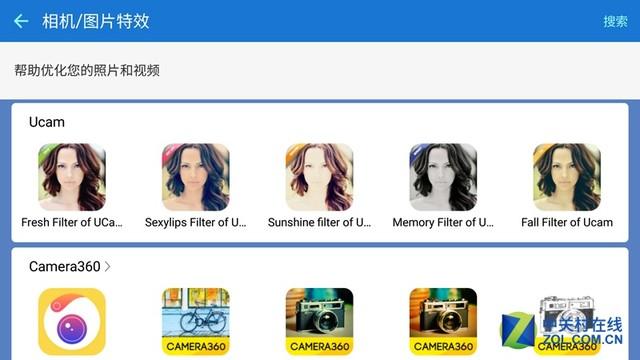 相机/图片特效
搜索
帮助优化您的照片和视频
Ucam
Fresh Filter of UCa...
Sexylips Filter of U...
Sunshine filter of U...
Memory Filter of U...
Fall Filter of Ucam
Camera360
CAMERA360
CAMERA360
CAMERA360
CAMERA360
中关村在线
ZOL.COM.CN